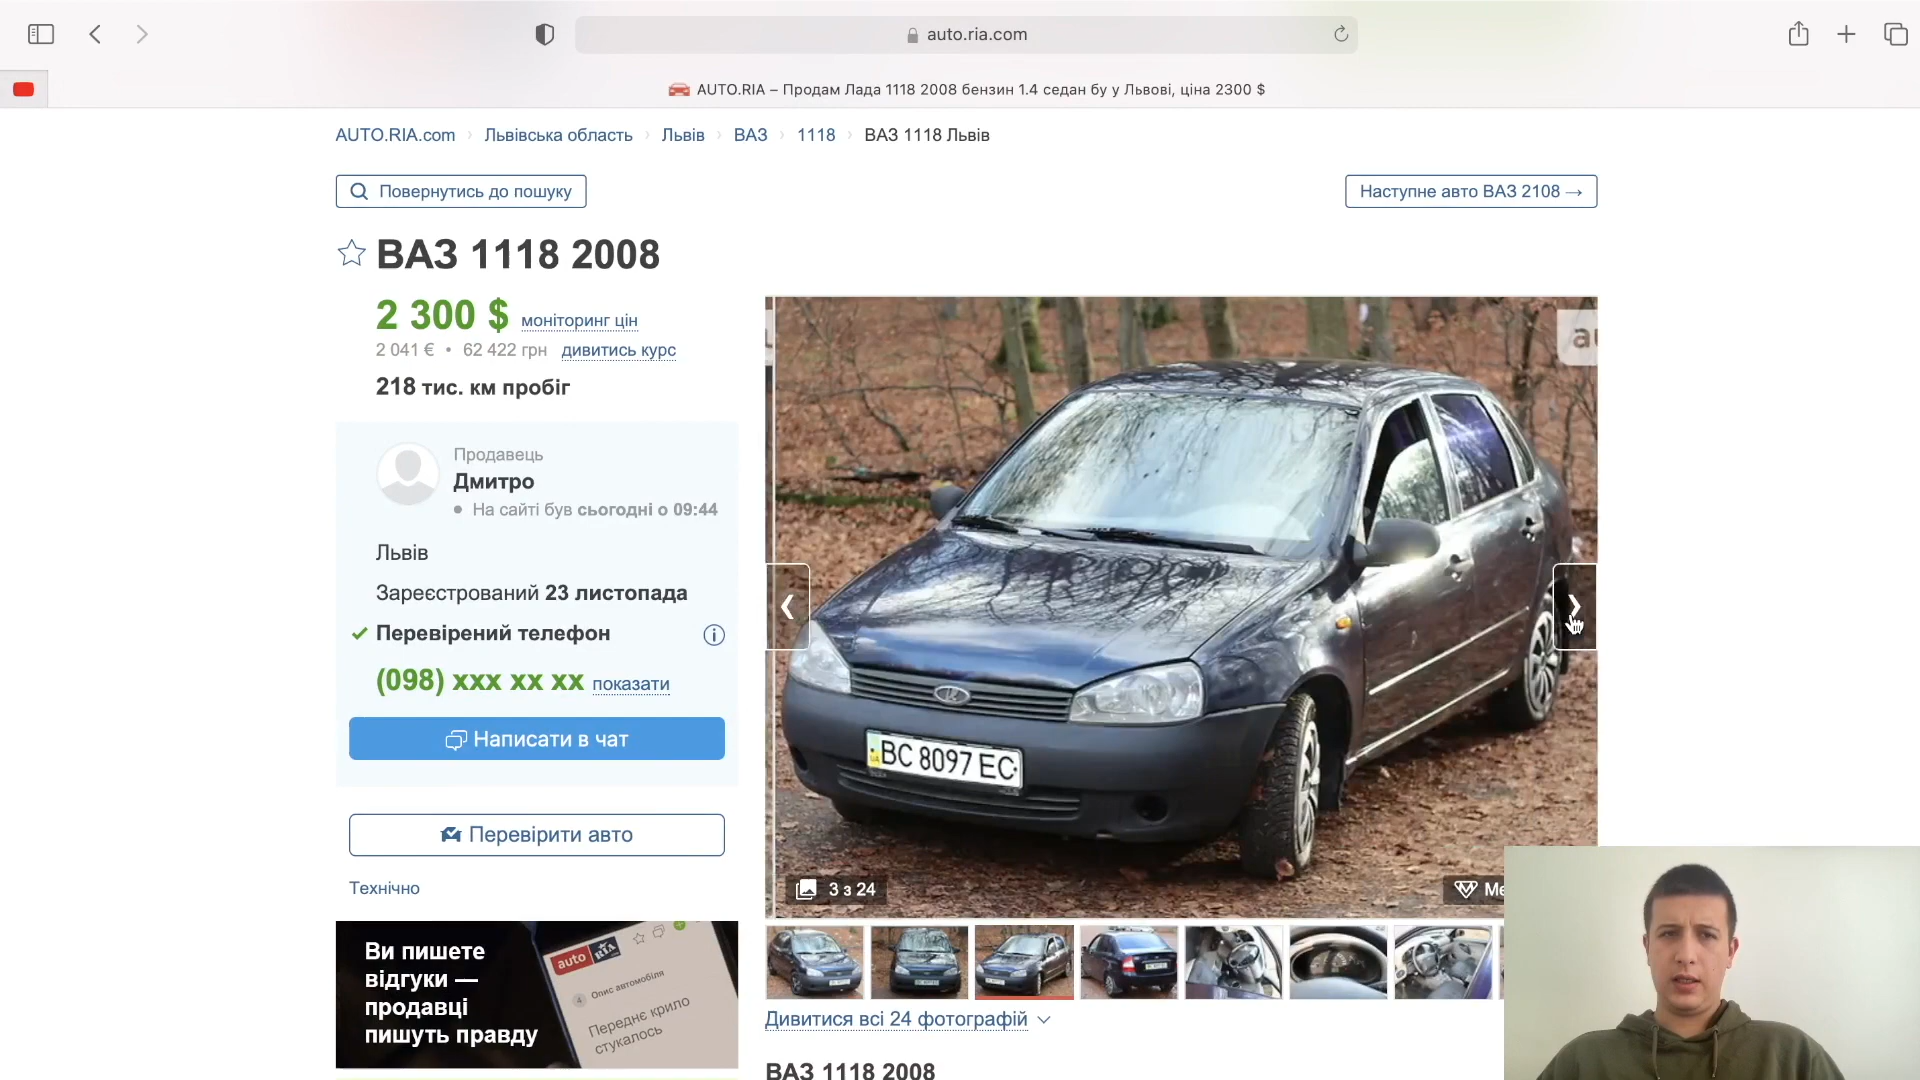 auto.ria.com
AUTO.RIA – Продам Лада 1118 2008 бензин 1.4 седан бу у Львові, ціна 2300 $
AUTO.RIA.com › Львівська область › Львів › ВАЗ › 1118 › ВАЗ 1118 Львів
Повернутись до пошуку
Наступне авто ВАЗ 2108 →
ВАЗ 1118 2008
2 300 $ моніторинг цін
2 041 € • 62 422 грн дивитись курс
218 тис. км пробіг
Продавець
Дмитро
• На сайті був сьогодні о 09:44
Львів
Зареєстрований 23 листопада
Перевірений телефон
(098) xxx xx xx показати
Написати в чат
Перевірити авто
Технічно
Ви пишете
відгуки —
продавці
пишуть правду
auto RIA
4 Опис автомобіля
Переднє крило
стукалось
UA
BC 8097 EC
3 з 24
Дивитися всі 24 фотографій
ВАЗ 1118 2008